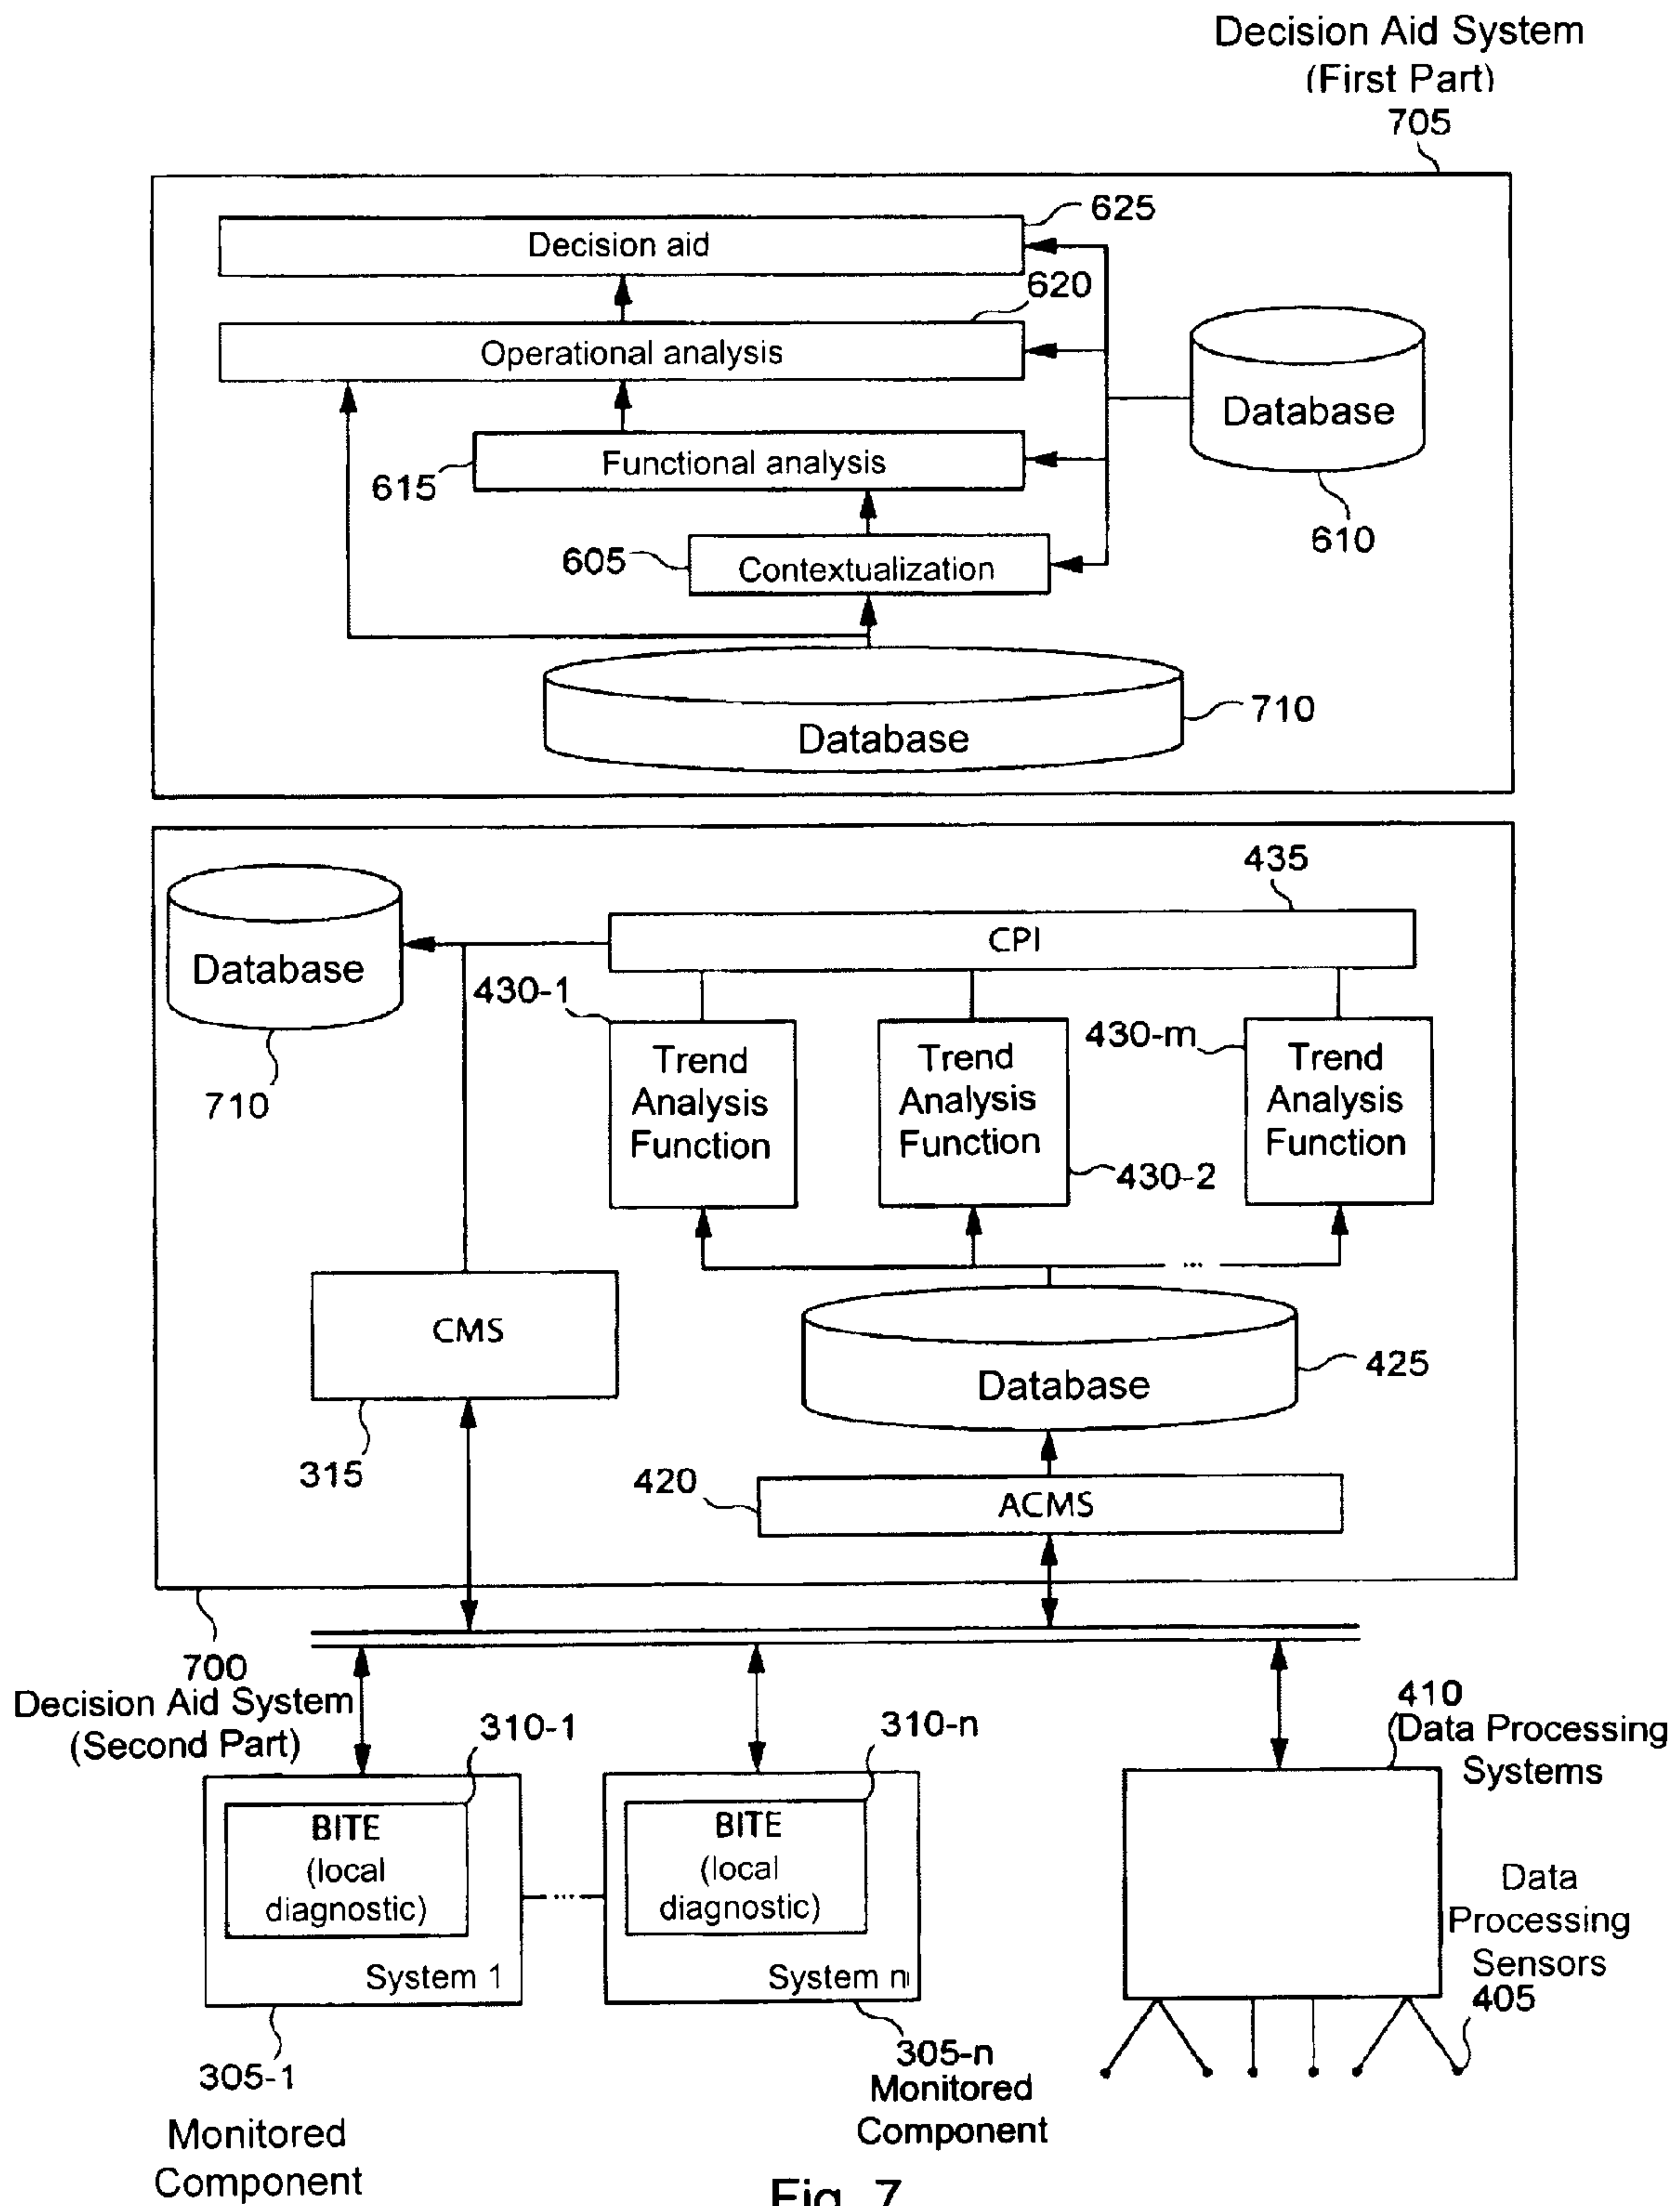 Decision Aid System
(First Part)
705
625
Decision aid
620
Operational analysis
Database
Functional analysis
615
610
605
Contextualization
710
Database
435
CPI
Database
430-1
430-m
Trend
Analysis
Function
Trend
Analysis
Function
Trend
Analysis
Function
710
430-2
CMS
425
Database
315
420
ACMS
700
Decision Aid System
(Second Part)
310-1
310-n
410
Data Processing
Systems
BITE
(local
diagnostic)
BITE
(local
diagnostic)
...
Data
Processing
Sensors
405
System 1
System n
305-1
Monitored
Component
305-n
Monitored
Component
Fig. 7